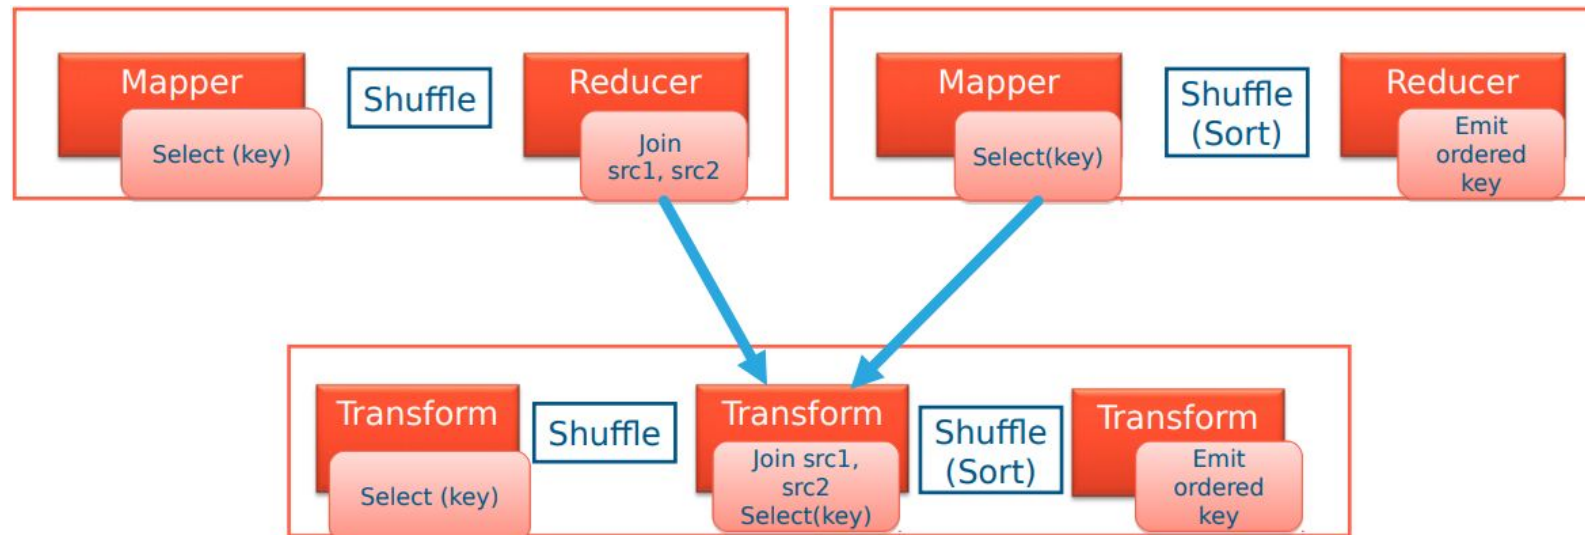 Mapper
Select (key)
Shuffle
Reducer
Join
src1, src2
Mapper
Select(key)
Shuffle
(Sort)
Reducer
Emit
ordered
key
Transform
Select (key)
Shuffle
Transform
Join src1,
src2
Select(key)
Shuffle
(Sort)
Transform
Emit
ordered
key